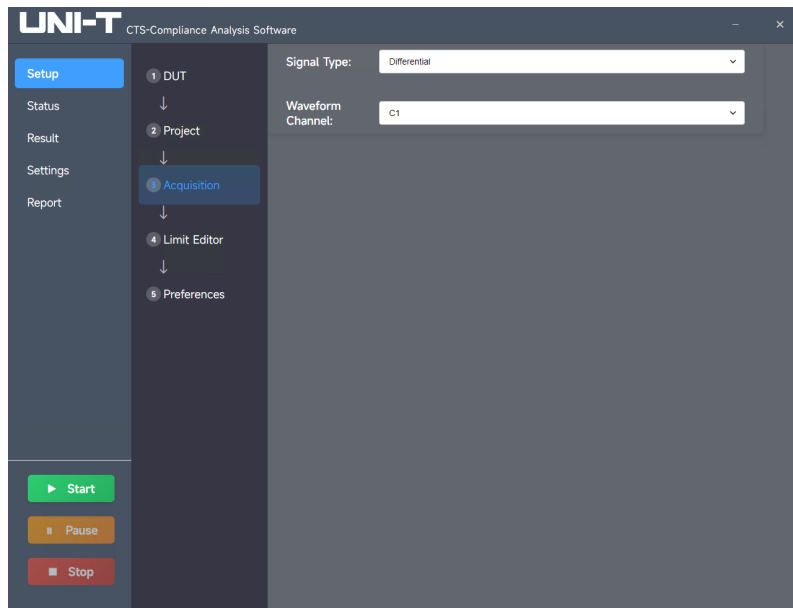 UNI-T CTS-Compliance Analysis Software
Setup
Status
Result
Settings
Report
1 DUT
2 Project
3 Acquisition
4 Limit Editor
5 Preferences
Signal Type: Differential
Waveform
Channel: C1
Start
Pause
Stop